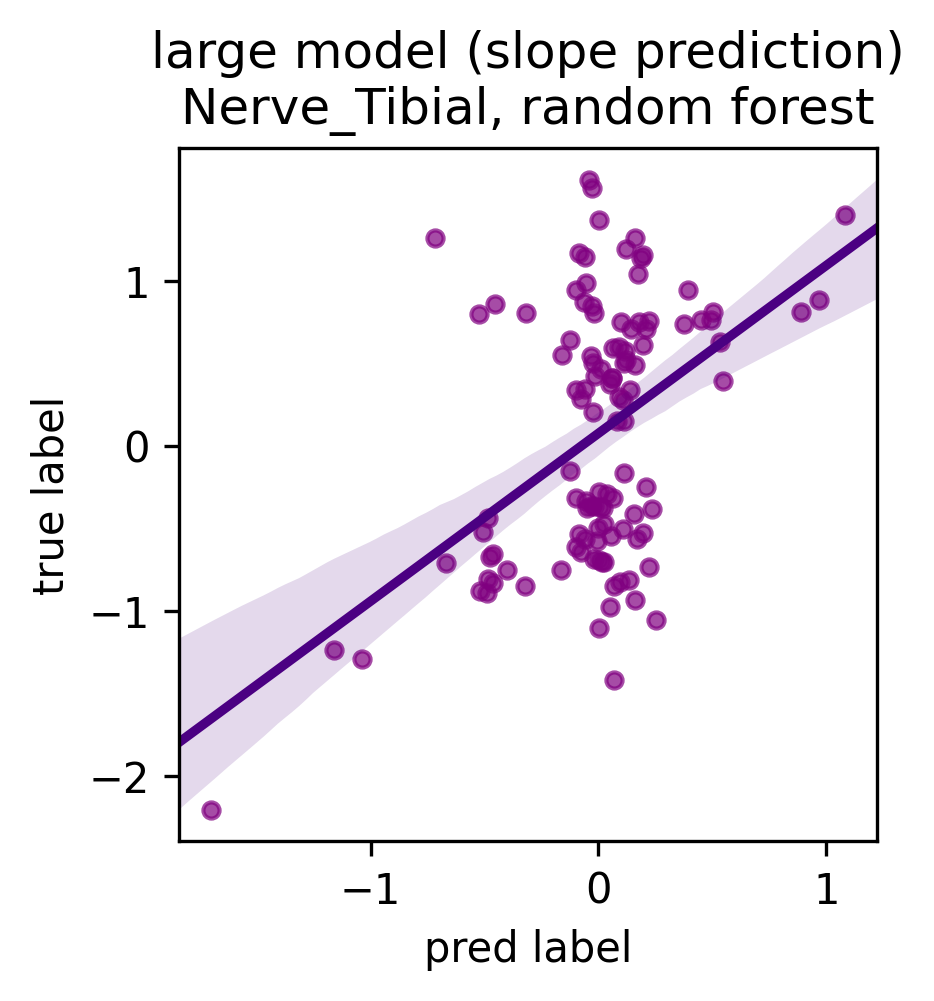 large model (slope prediction)
Nerve_Tibial, random forest
1
0
−1
−2
true label
−1
0
1
pred label